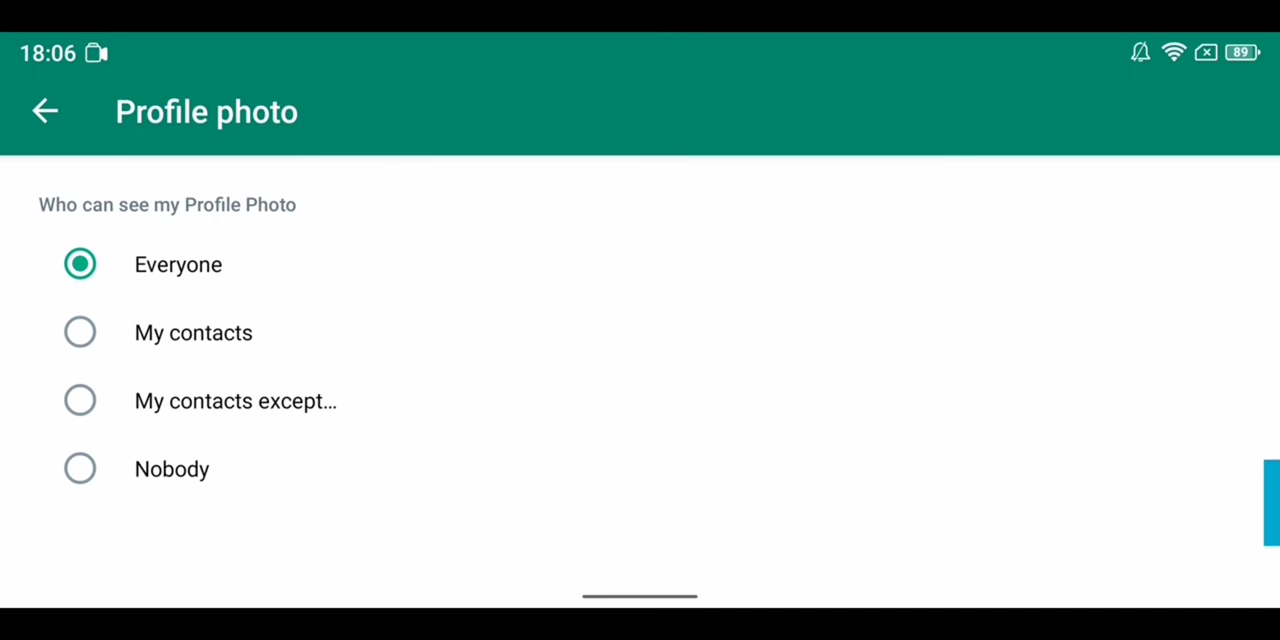 18:06
89
Profile photo
Who can see my Profile Photo
Everyone
My contacts
My contacts except...
Nobody